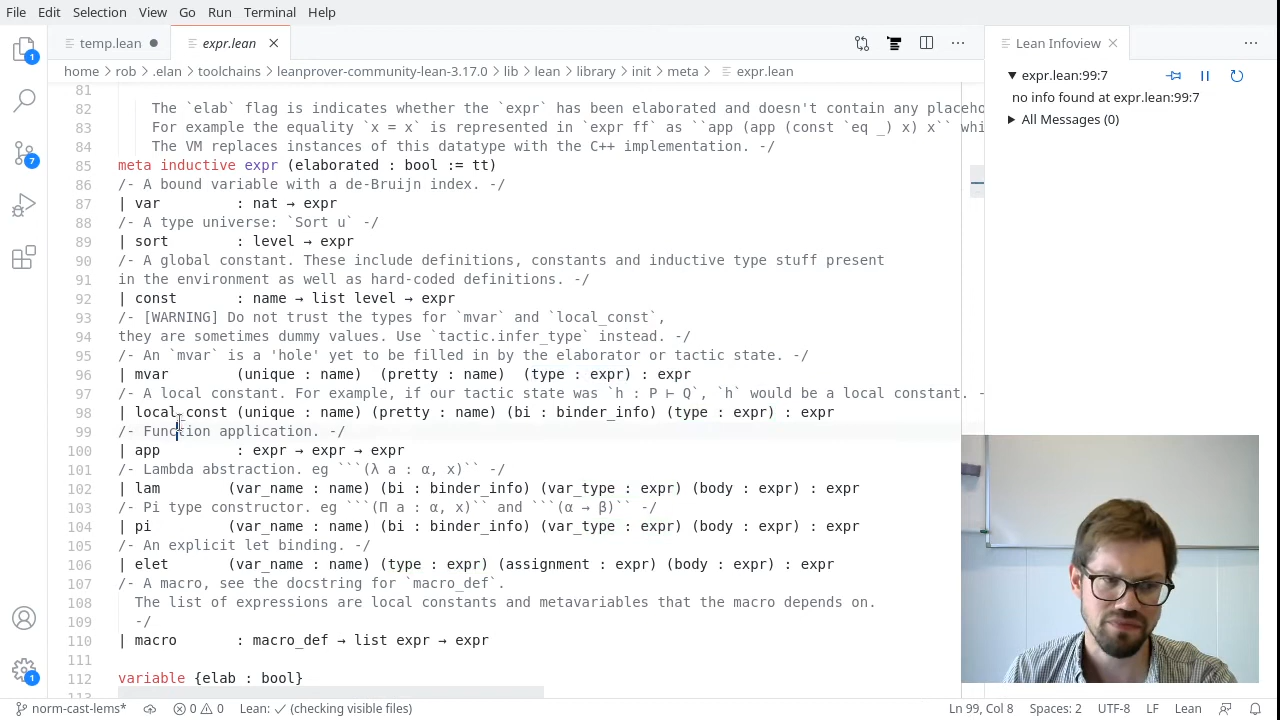 File Edit Selection View Go Run Terminal Help
temp.lean expr.lean Lean Infoview
home rob .elan toolchains leanprover-community-lean-3.17.0 lib lean library init meta expr.lean
expr.lean:99:7
no info found at expr.lean:99:7
All Messages (0)
1
7
1
81
82 The `elab` flag is indicates whether the `expr` has been elaborated and doesn't contain any placeho
83 For example the equality `x = x` is represented in `expr ff` as ``app (app (const `eq _) x) x`` whi
84 The VM replaces instances of this datatype with the C++ implementation. -/
85 meta inductive expr (elaborated : bool := tt)
86 /- A bound variable with a de-Bruijn index. -/
87 | var : nat → expr
88 /- A type universe: `Sort u` -/
89 | sort : level → expr
90 /- A global constant. These include definitions, constants and inductive type stuff present
91 in the environment as well as hard-coded definitions. -/
92 | const : name → list level → expr
93 /- [WARNING] Do not trust the types for `mvar` and `local_const`,
94 they are sometimes dummy values. Use `tactic.infer_type` instead. -/
95 /- An `mvar` is a 'hole' yet to be filled in by the elaborator or tactic state. -/
96 | mvar (unique : name) (pretty : name) (type : expr) : expr
97 /- A local constant. For example, if our tactic state was `h : P ⊢ Q`, `h` would be a local constant. -
98 | local_const (unique : name) (pretty : name) (bi : binder_info) (type : expr) : expr
99 /- Function application. -/
100 | app : expr → expr → expr
101 /- Lambda abstraction. eg ```(λ a : α, x)`` -/
102 | lam (var_name : name) (bi : binder_info) (var_type : expr) (body : expr) : expr
103 /- Pi type constructor. eg ```(Π a : α, x)`` and ```(α → β)`` -/
104 | pi (var_name : name) (bi : binder_info) (var_type : expr) (body : expr) : expr
105 /- An explicit let binding. -/
106 | elet (var_name : name) (type : expr) (assignment : expr) (body : expr) : expr
107 /- A macro, see the docstring for `macro_def`.
108 The list of expressions are local constants and metavariables that the macro depends on.
109 -/
110 | macro : macro_def → list expr → expr
111
112 variable {elab : bool}
norm-cast-lems* 0 0 Lean: ✓ (checking visible files) Ln 99, Col 8 Spaces: 2 UTF-8 LF Lean